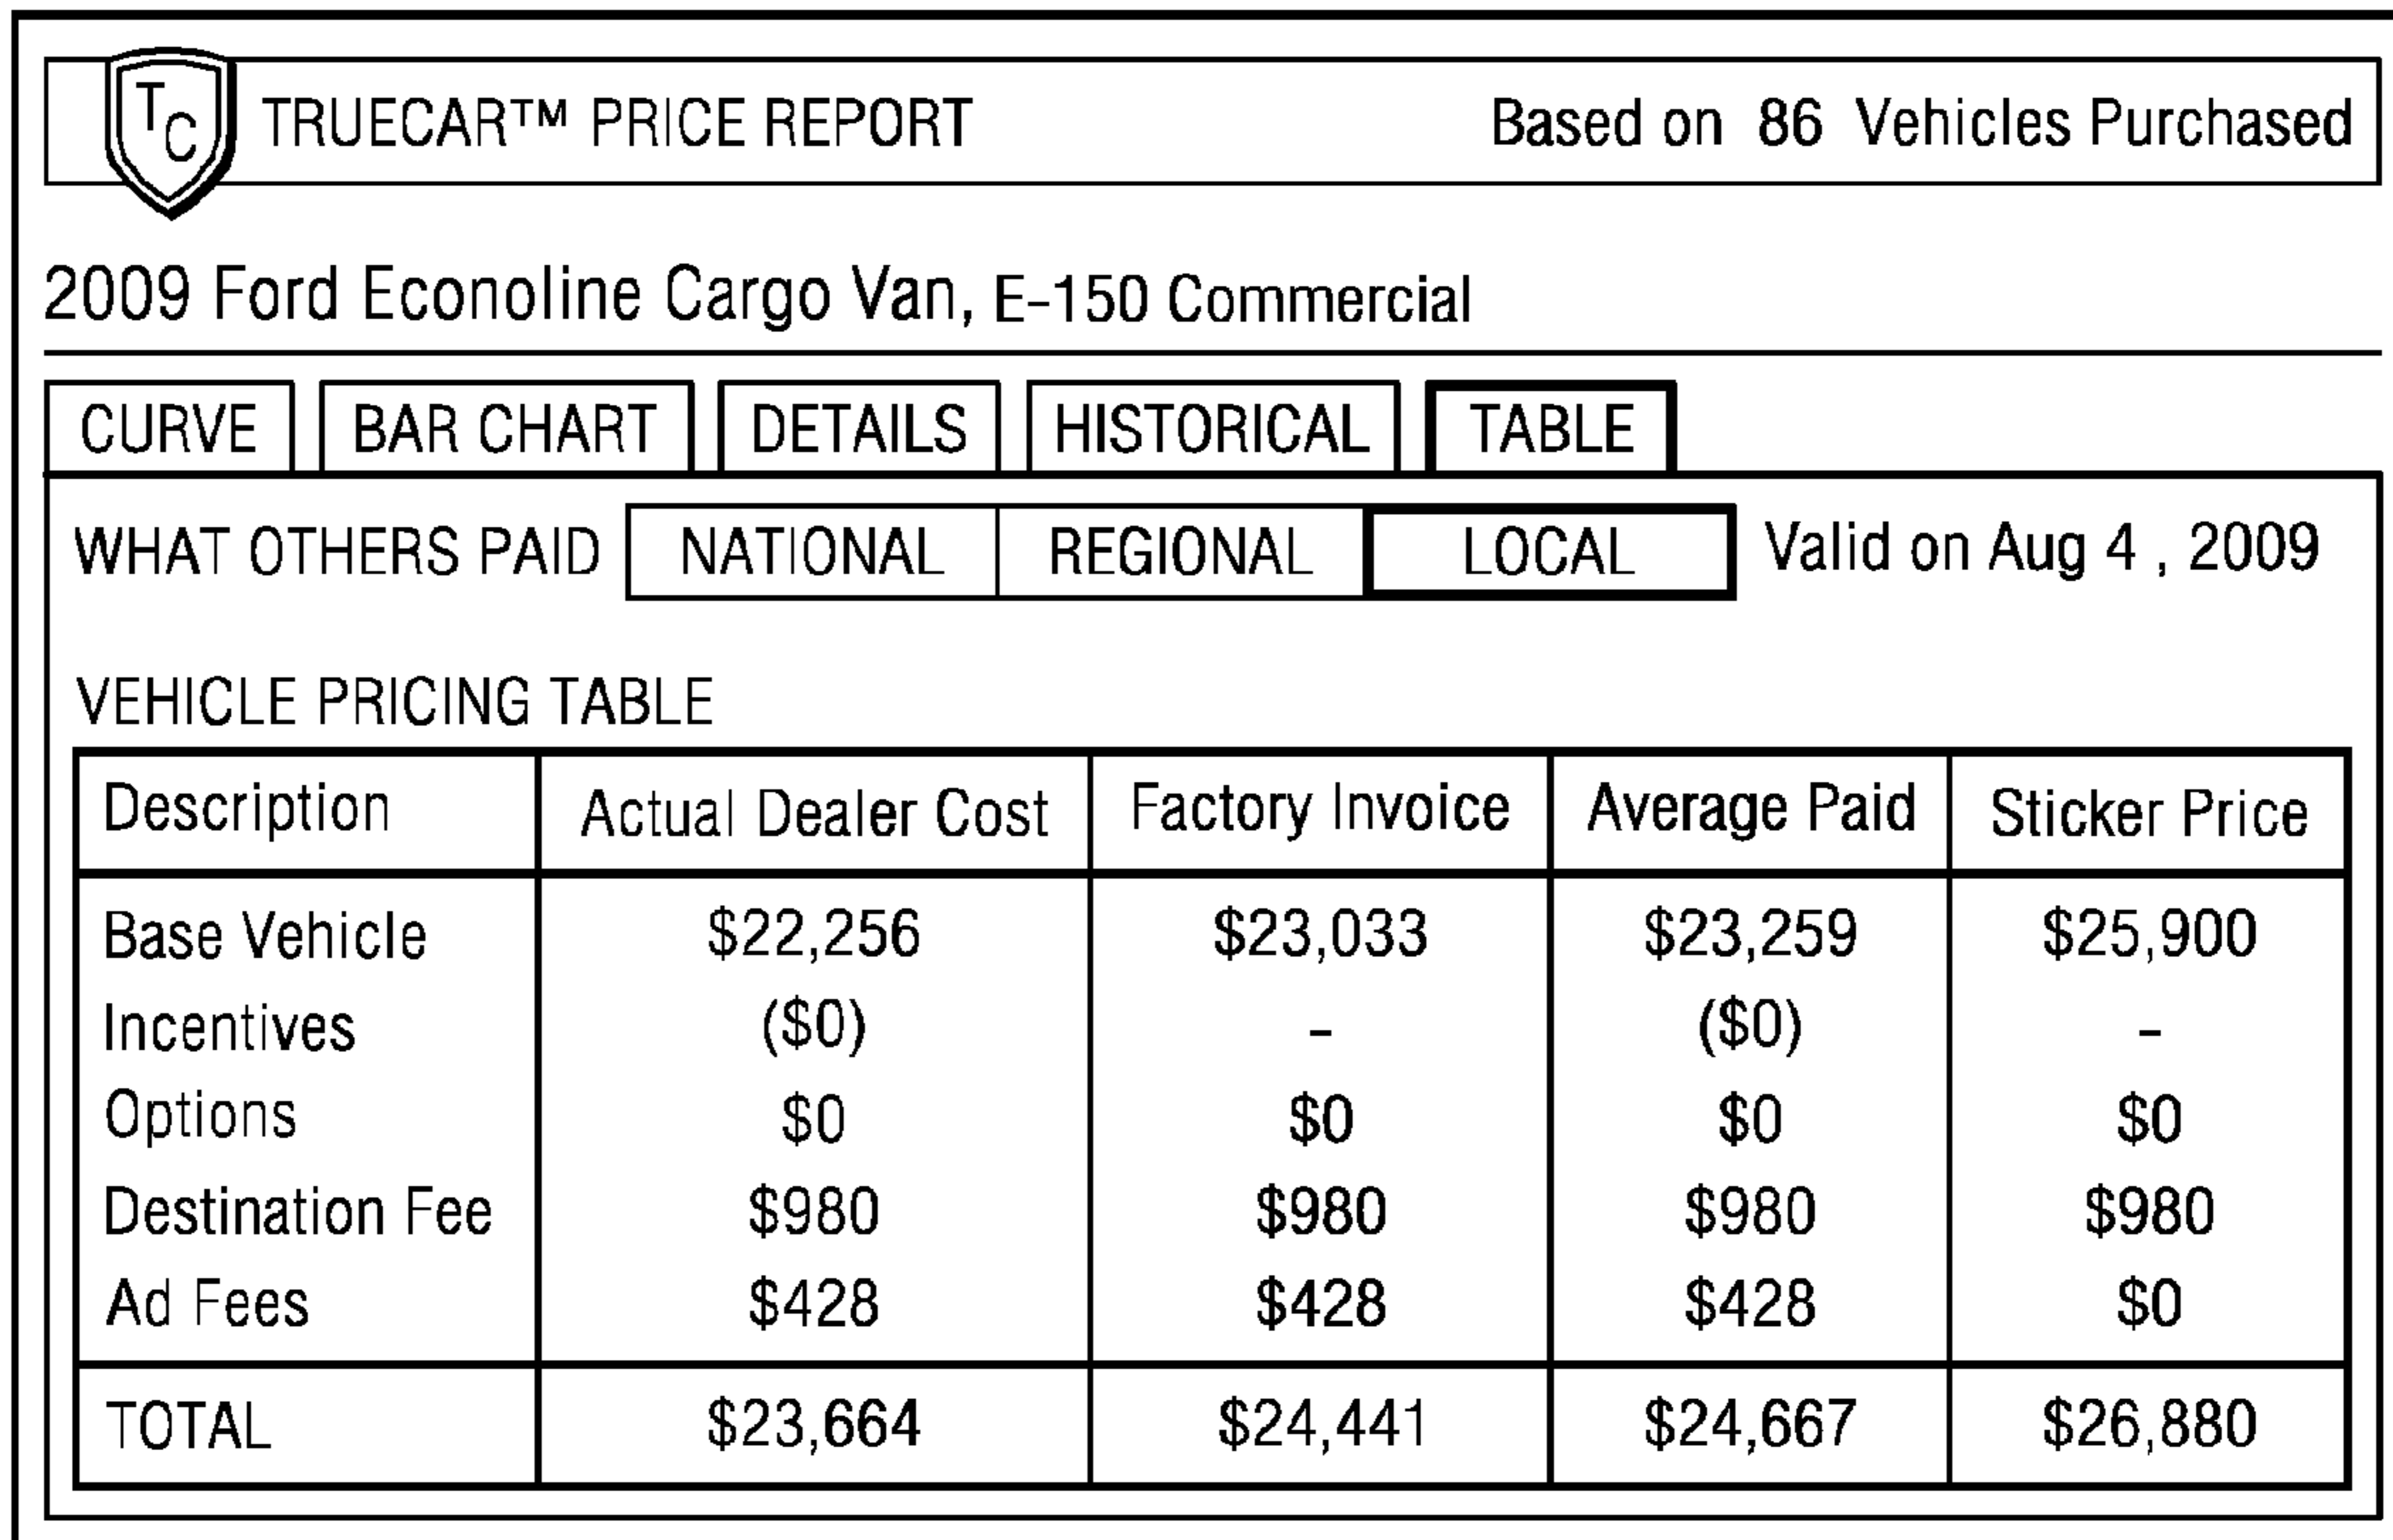 TC TRUECAR™ PRICE REPORT Based on 86 Vehicles Purchased
2009 Ford Econoline Cargo Van, E-150 Commercial
CURVE BAR CHART DETAILS HISTORICAL TABLE
WHAT OTHERS PAID NATIONAL REGIONAL LOCAL Valid on Aug 4 , 2009
VEHICLE PRICING TABLE
Description Actual Dealer Cost Factory Invoice Average Paid Sticker Price
Base Vehicle $22,256 $23,033 $23,259 $25,900
Incentives ($0) - ($0) -
Options $0 $0 $0 $0
Destination Fee $980 $980 $980 $980
Ad Fees $428 $428 $428 $0
TOTAL $23,664 $24,441 $24,667 $26,880